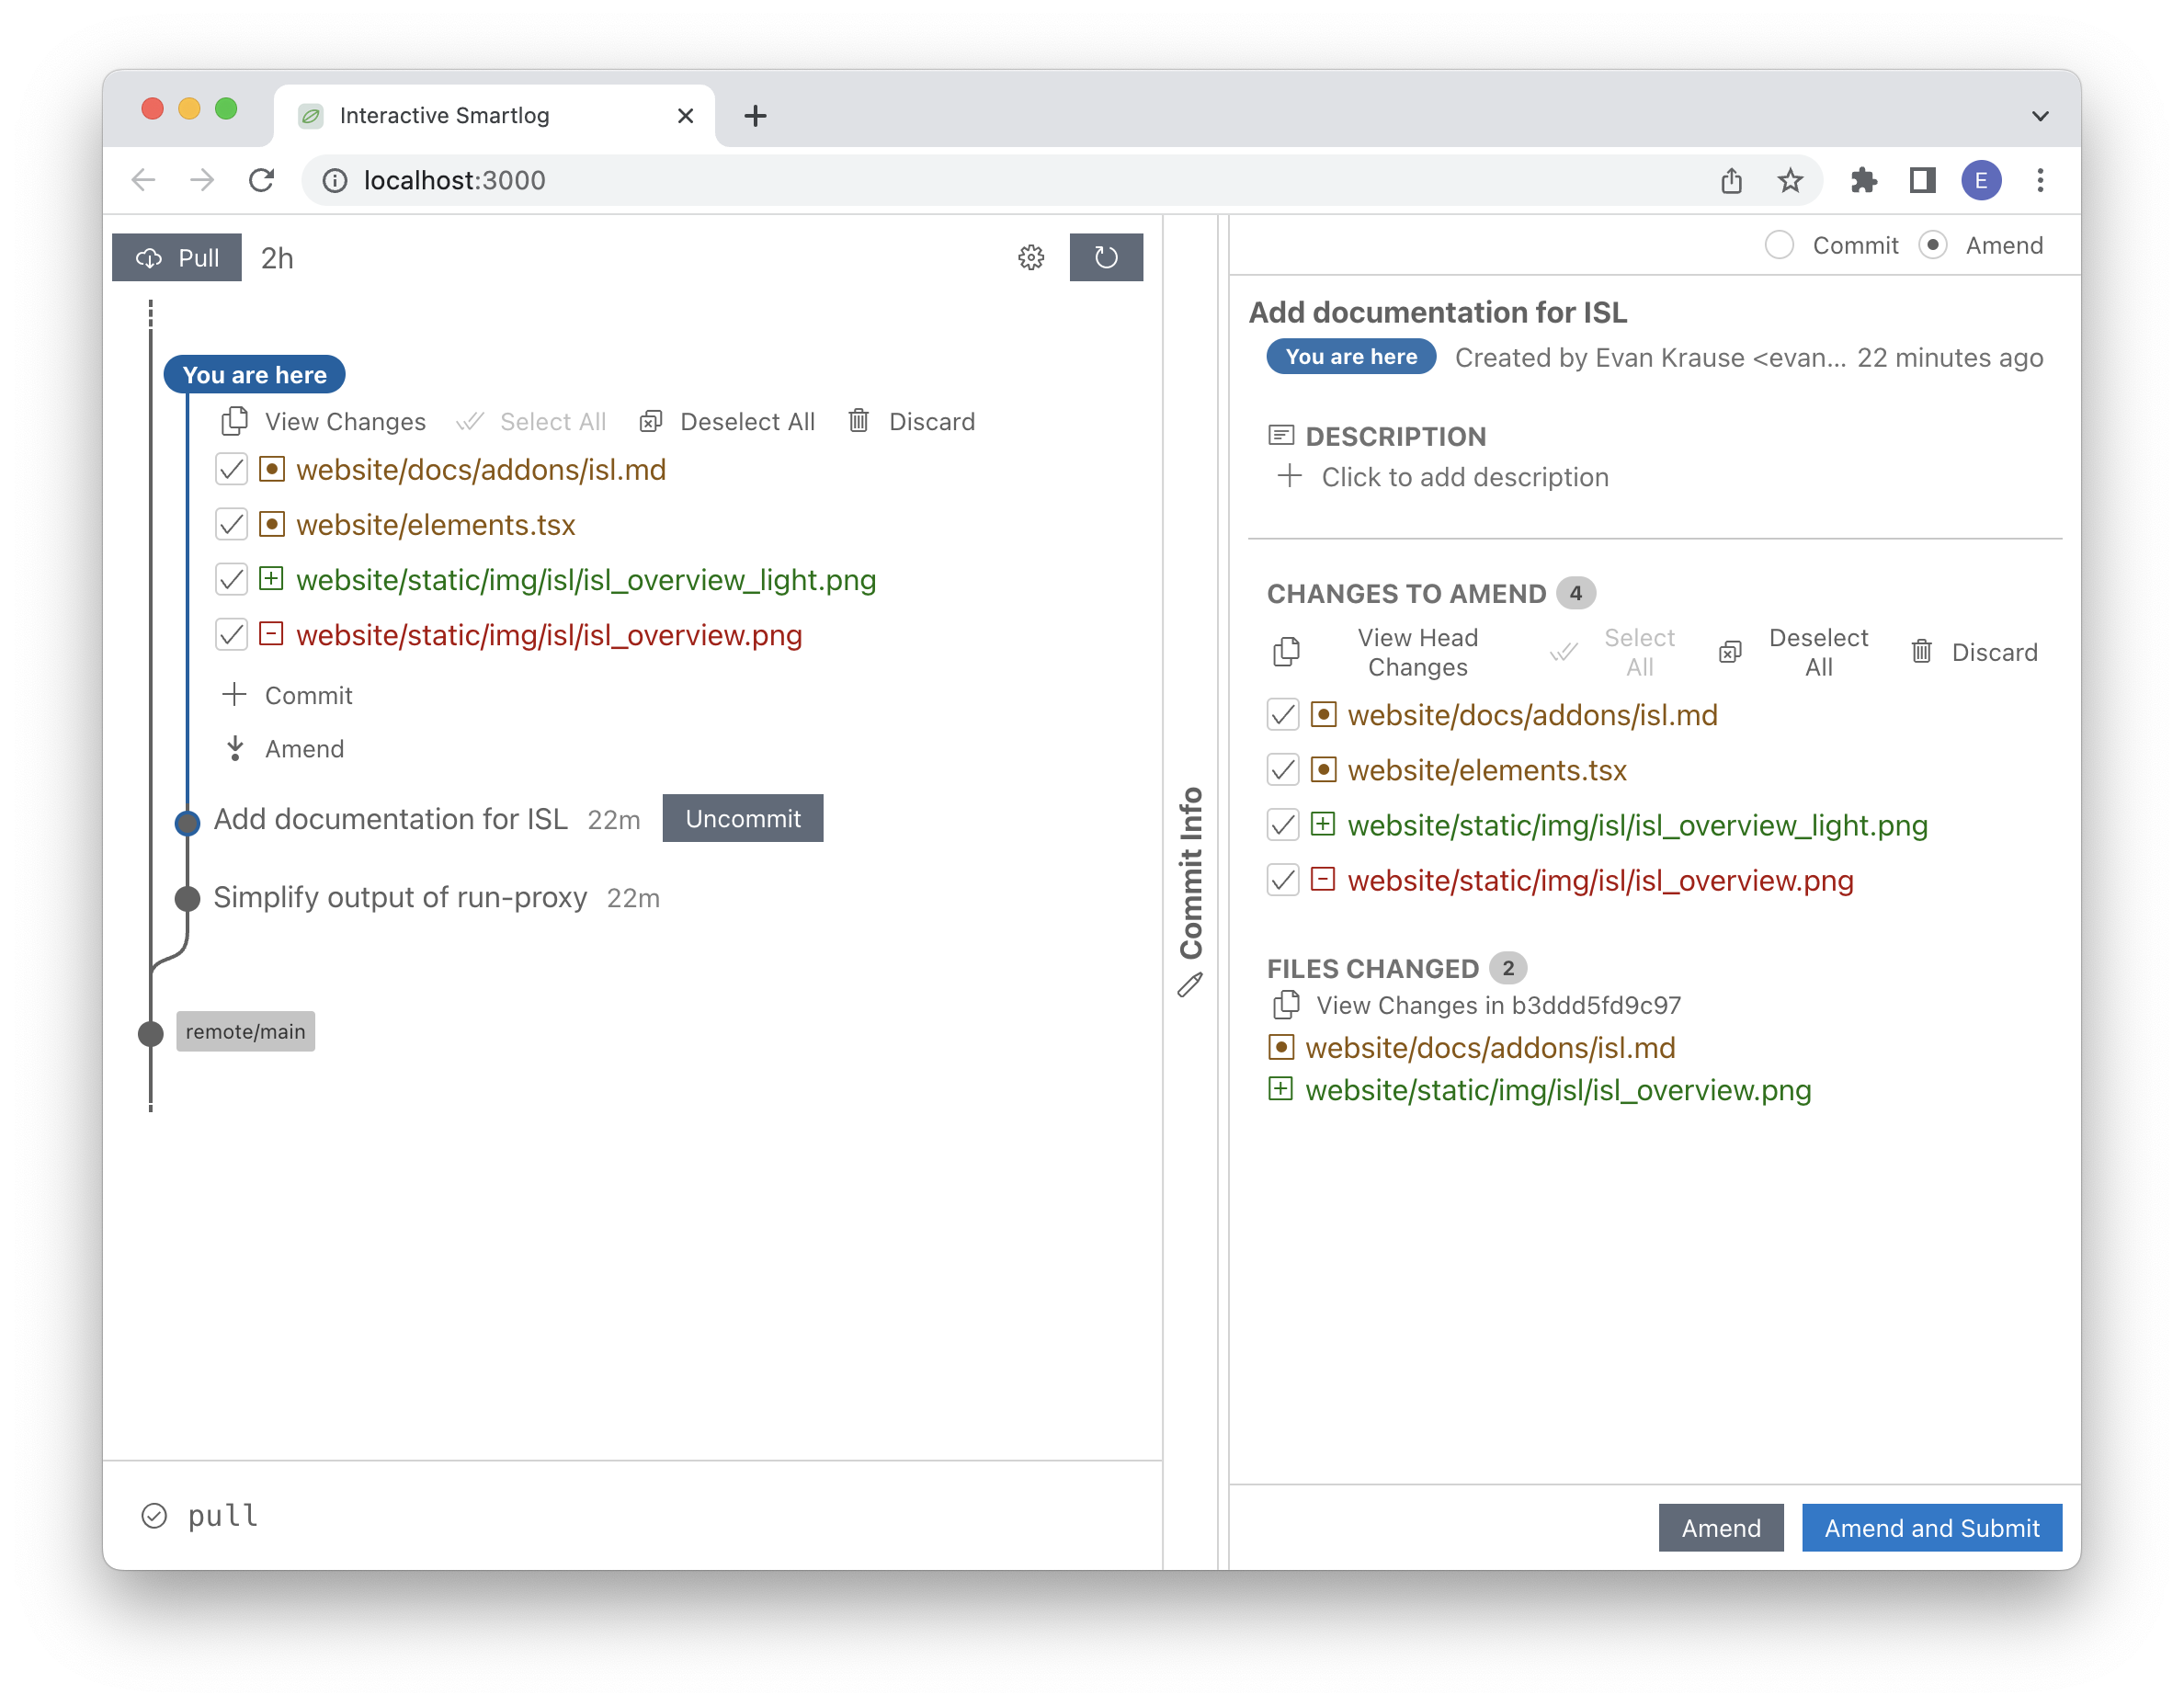 Interactive Smartlog
localhost:3000
E
Pull 2h
You are here
View Changes Select All Deselect All Discard
website/docs/addons/isl.md
website/elements.tsx
website/static/img/isl/isl_overview_light.png
website/static/img/isl/isl_overview.png
Commit
Amend
Add documentation for ISL 22m Uncommit
Simplify output of run-proxy 22m
remote/main
pull
Commit Info
Commit Amend
Add documentation for ISL
You are here Created by Evan Krause <evan... 22 minutes ago
DESCRIPTION
Click to add description
CHANGES TO AMEND 4
View Head Changes Select All Deselect All Discard
website/docs/addons/isl.md
website/elements.tsx
website/static/img/isl/isl_overview_light.png
website/static/img/isl/isl_overview.png
FILES CHANGED 2
View Changes in b3ddd5fd9c97
website/docs/addons/isl.md
website/static/img/isl/isl_overview.png
Amend Amend and Submit